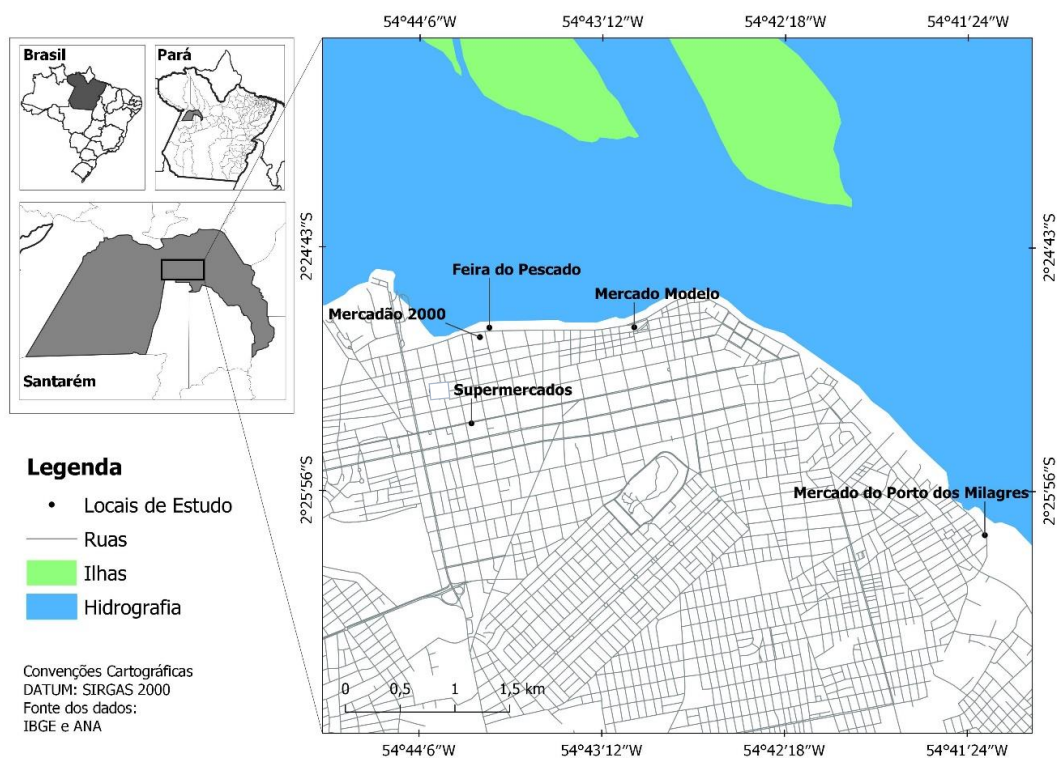 54°44′6″W 54°43′12″W 54°42′18″W 54°41′24″W
Brasil
Pará
Santarém
2°24′43″S
2°24′43″S
Feira do Pescado
Mercado Modelo
Mercadão 2000
Supermercados
2°25′56″S
2°25′56″S
Mercado do Porto dos Milagres
Legenda
Locais de Estudo
Ruas
Ilhas
Hidrografia
Convenções Cartográficas
DATUM: SIRGAS 2000
Fonte dos dados:
IBGE e ANA
0 0,5 1 1,5 km
54°44′6″W 54°43′12″W 54°42′18″W 54°41′24″W